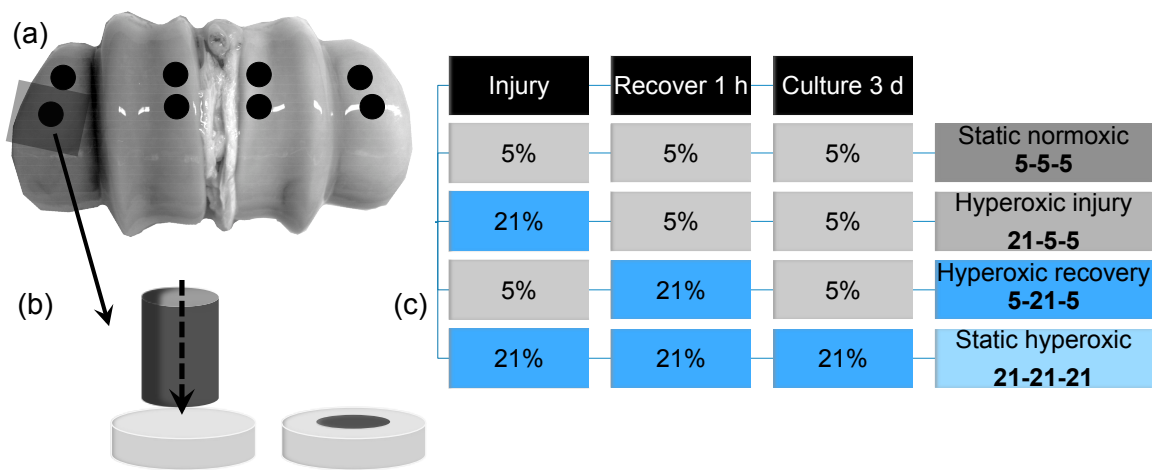 (a)
Injury
Recover 1 h
Culture 3 d
5%
5%
5%
Static normoxic
5-5-5
21%
5%
5%
Hyperoxic injury
21-5-5
(b)
(c)
5%
21%
5%
Hyperoxic recovery
5-21-5
21%
21%
21%
Static hyperoxic
21-21-21